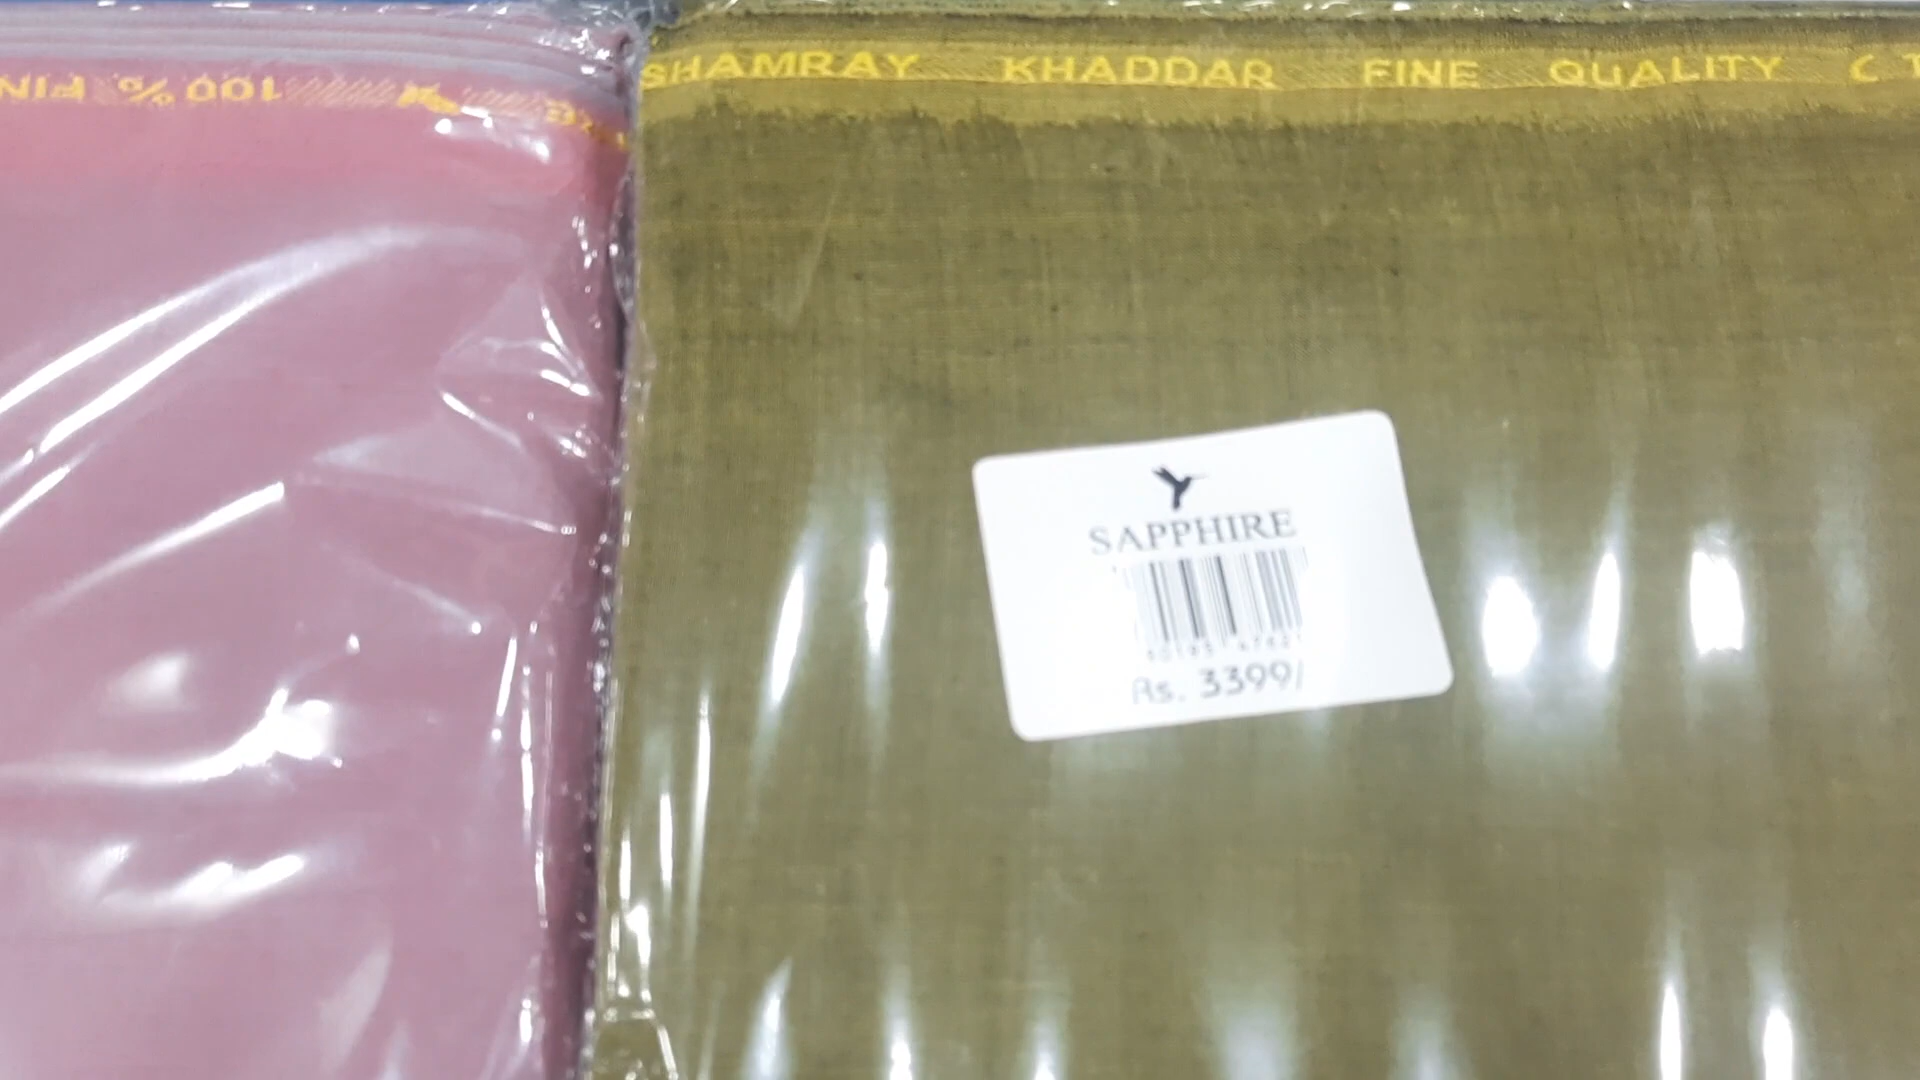 100 % FIN
SHAMRAY KHADDAR FINE QUALITY
SAPPHIRE
Rs. 3399/